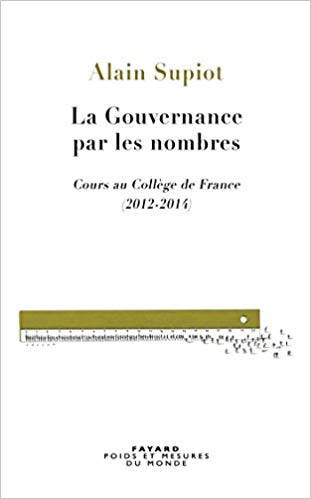 Alain Supiot
La Gouvernance
par les nombres
Cours au Collège de France
(2012-2014)
FAYARD
POIDS ET MESURES
DU MONDE